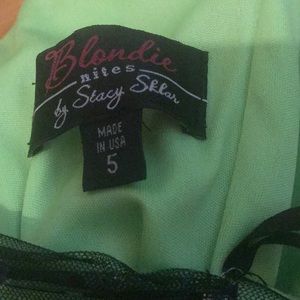 Blondie
nites
by Stacy Sklar
MADE
IN USA
5